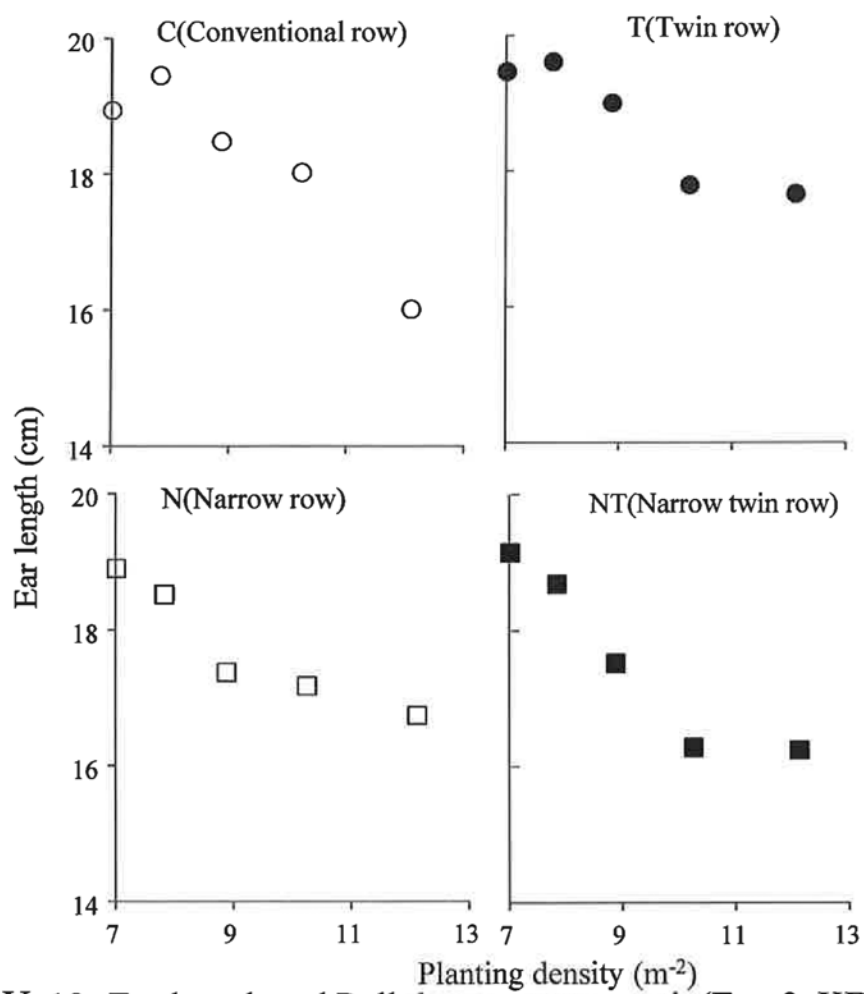 C(Conventional row)
T(Twin row)
20
18
16
14
N(Narrow row)
NT(Narrow twin row)
20
18
16
14
Ear length (cm)
7 9 11 13
7 9 11 13
Planting density (m⁻²)